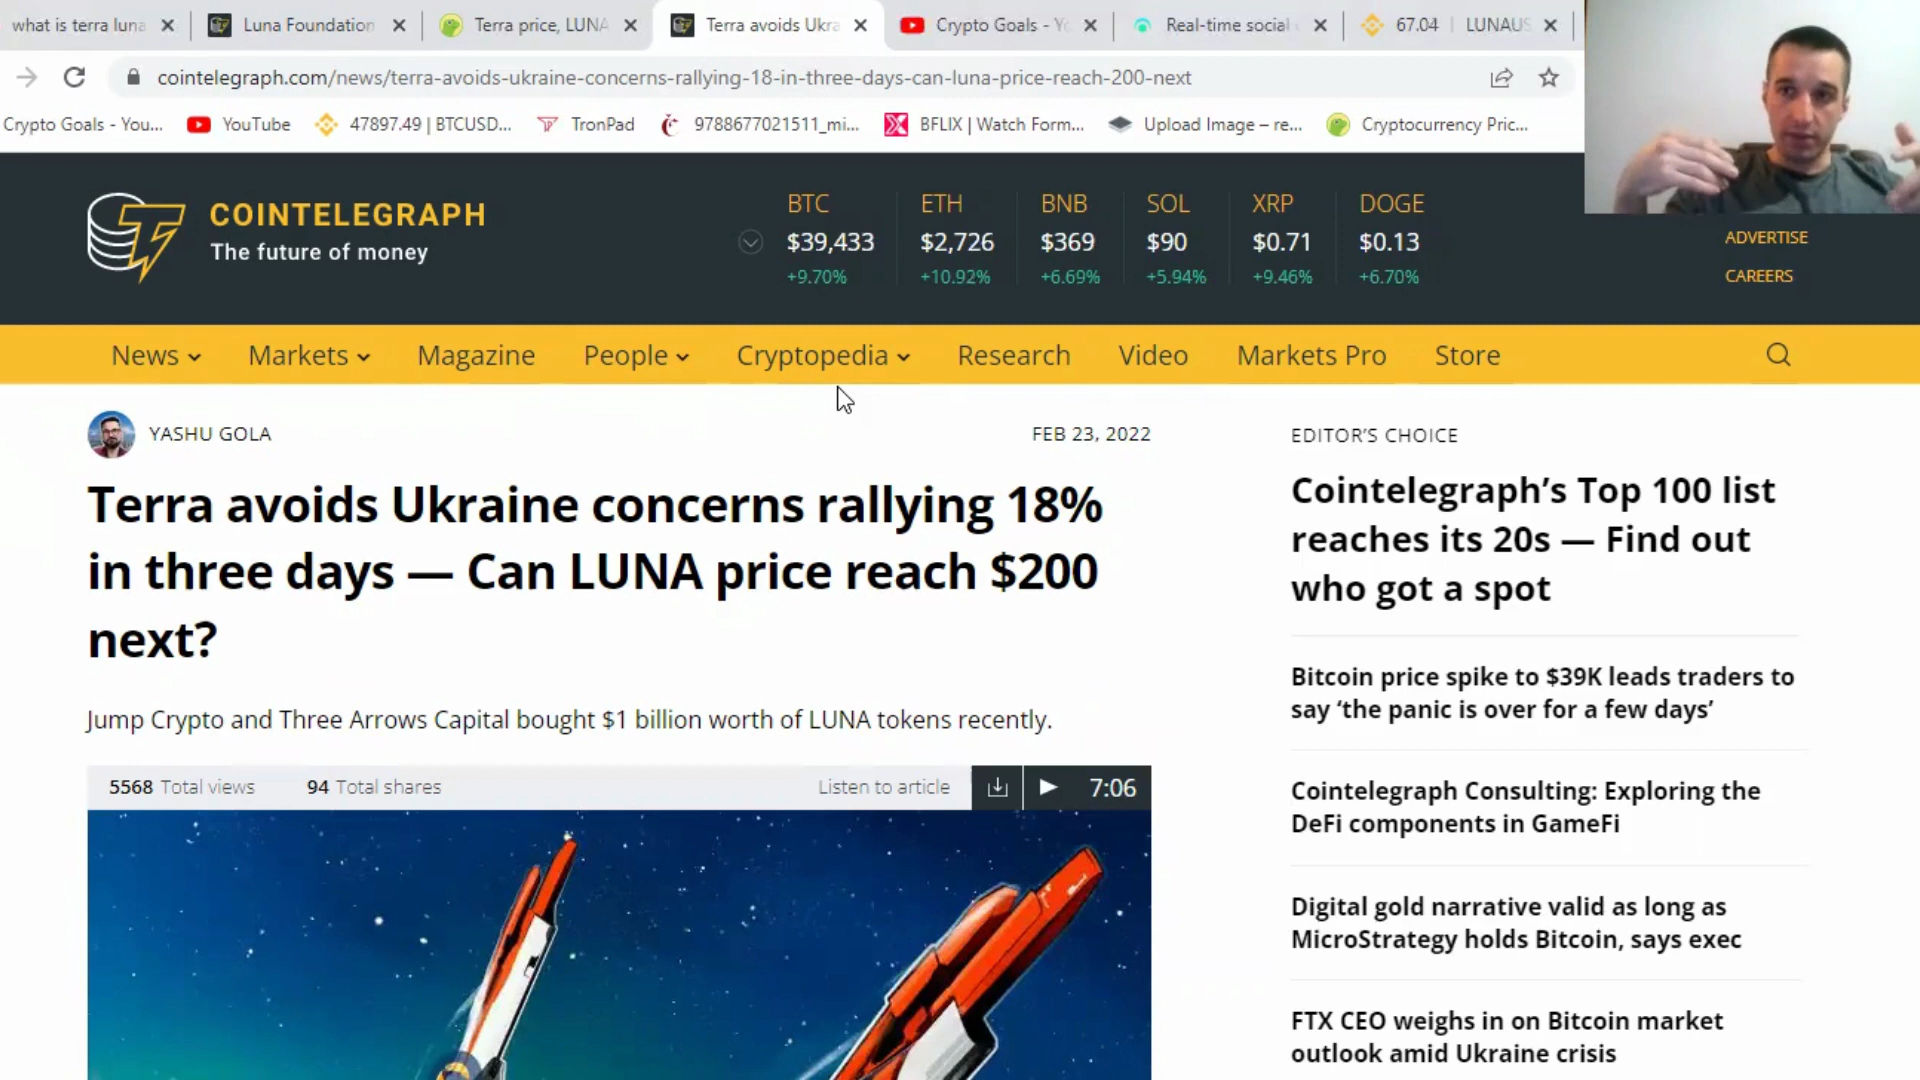 what is terra luna
Luna Foundation
Terra price, LUNA
Terra avoids Ukra
Crypto Goals - Yo
Real-time social
67.04 | LUNAUS
cointelegraph.com/news/terra-avoids-ukraine-concerns-rallying-18-in-three-days-can-luna-price-reach-200-next
Crypto Goals - You...
YouTube
47897.49 | BTCUSD...
TronPad
9788677021511_mi...
BFLIX | Watch Form...
Upload Image – re...
Cryptocurrency Pric...
COINTELEGRAPH
The future of money
BTC ETH BNB SOL XRP DOGE
$39,433 $2,726 $369 $90 $0.71 $0.13
+9.70% +10.92% +6.69% +5.94% +9.46% +6.70%
ADVERTISE
CAREERS
News Markets Magazine People Cryptopedia Research Video Markets Pro Store
YASHU GOLA
FEB 23, 2022
Terra avoids Ukraine concerns rallying 18%
in three days — Can LUNA price reach $200
next?
Jump Crypto and Three Arrows Capital bought $1 billion worth of LUNA tokens recently.
5568 Total views 94 Total shares Listen to article 7:06
EDITOR'S CHOICE
Cointelegraph's Top 100 list
reaches its 20s — Find out
who got a spot
Bitcoin price spike to $39K leads traders to
say ‘the panic is over for a few days’
Cointelegraph Consulting: Exploring the
DeFi components in GameFi
Digital gold narrative valid as long as
MicroStrategy holds Bitcoin, says exec
FTX CEO weighs in on Bitcoin market
outlook amid Ukraine crisis